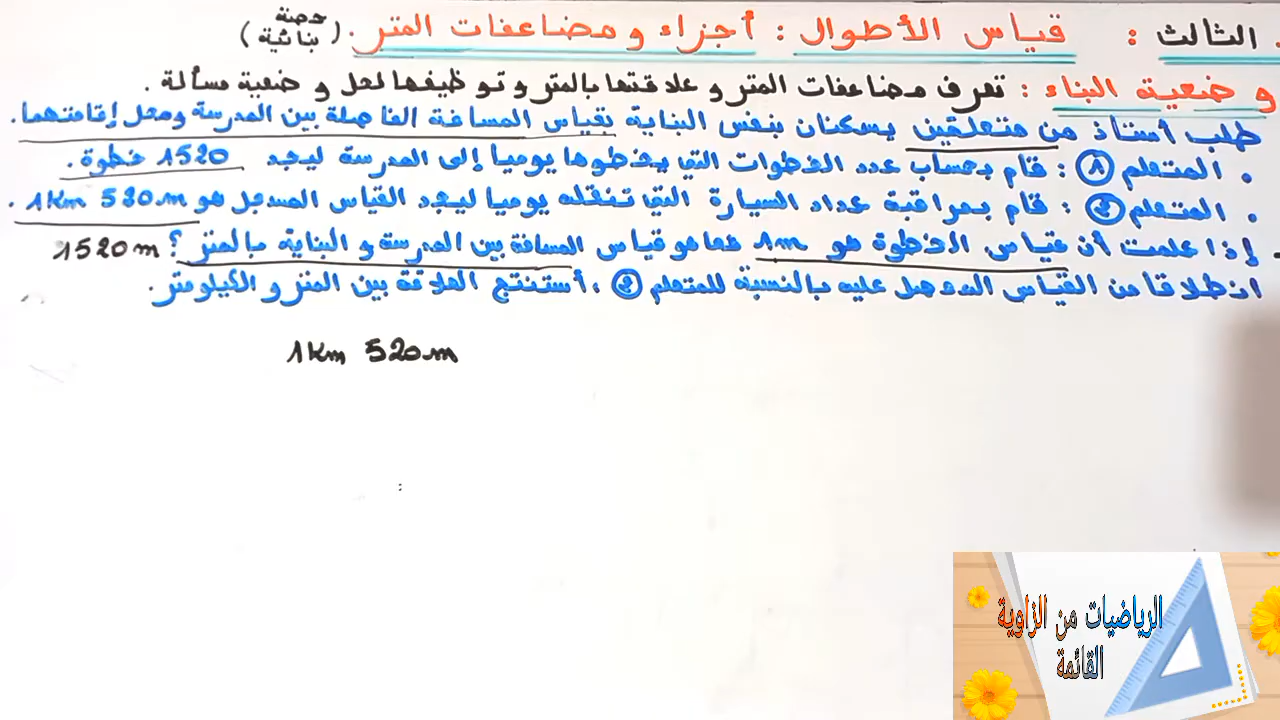 الثالث : قياس الأطوال : أجزاء و مضاعفات المتر. (حصة بنائية)
وضعية البناء : تعرف مضاعفات المتر و علاقتها بالمتر و توظيفها لحل و ضعية مسألة .
طلب أستاذ من متعلمين يسكنان بنفس البناية بقياس المسافة الفاصلة بين المدرسة ومحل إقامتهما.
. المتعلم 1 : قام بحساب عدد الخطوات التي يخطوها يوميا إلى المدرسة ليجد 1520 خطوة .
. المتعلم 2 : قام بمراقبة عداد السيارة التي تنقله يوميا ليجد القياس المسجل هو 1Km 520m .
إذا علمت أن قياس الخطوة هو 1m فما هو قياس المسافة بين المدرسة و البناية بالمتر ؟ 1520m
انطلاقا من القياس المحصل عليه بالنسبة للمتعلم 2 ، أستنتج العلاقة بين المتر و الكيلومتر.
1Km 520m
الرياضيات من الزاوية
القائمة